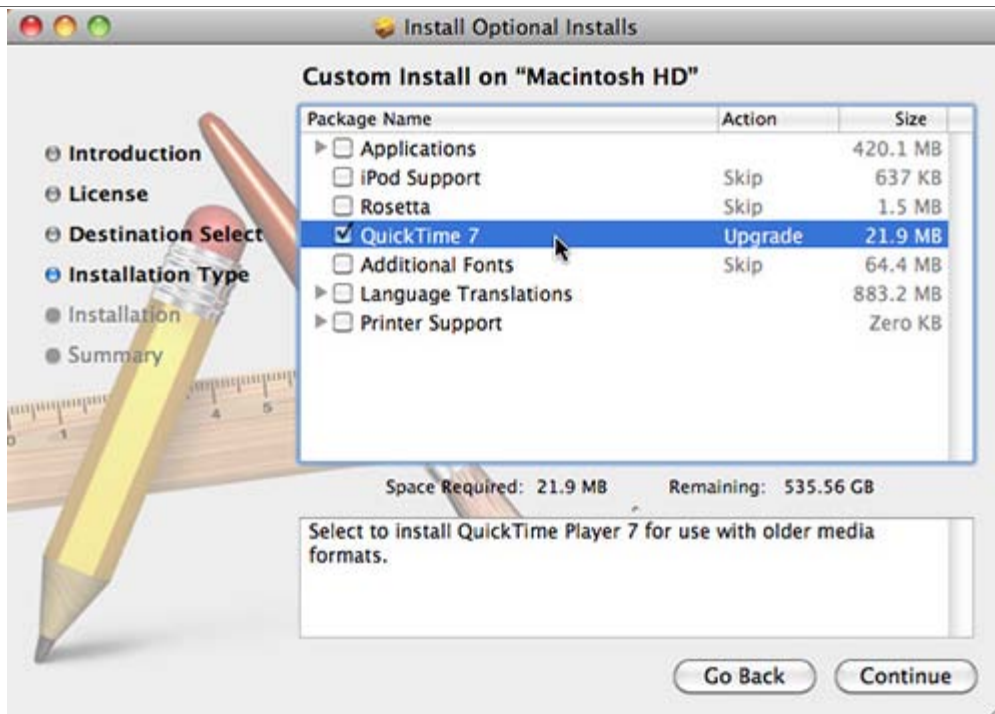 Install Optional Installs
Custom Install on “Macintosh HD”
Introduction
License
Destination Select
Installation Type
Installation
Summary
Package Name Action Size
Applications 420.1 MB
iPod Support Skip 637 KB
Rosetta Skip 1.5 MB
QuickTime 7 Upgrade 21.9 MB
Additional Fonts Skip 64.4 MB
Language Translations 883.2 MB
Printer Support Zero KB
0 1 4 5
Space Required: 21.9 MB Remaining: 535.56 GB
Select to install QuickTime Player 7 for use with older media
formats.
Go Back Continue